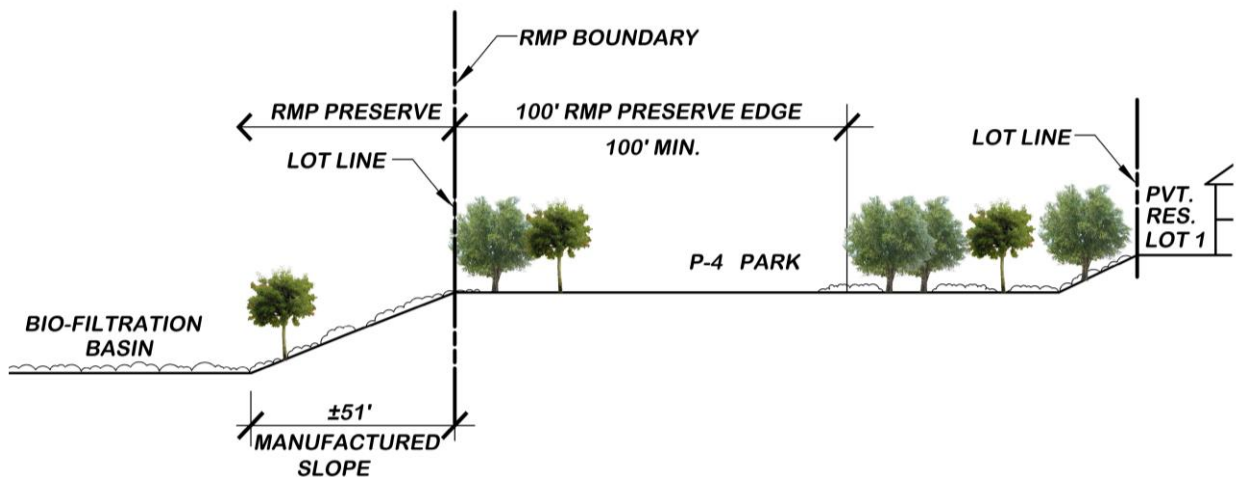 RMP BOUNDARY
RMP PRESERVE
100' RMP PRESERVE EDGE
100' MIN.
LOT LINE
LOT LINE
PVT.
RES.
LOT 1
P-4 PARK
BIO-FILTRATION
BASIN
±51'
MANUFACTURED
SLOPE